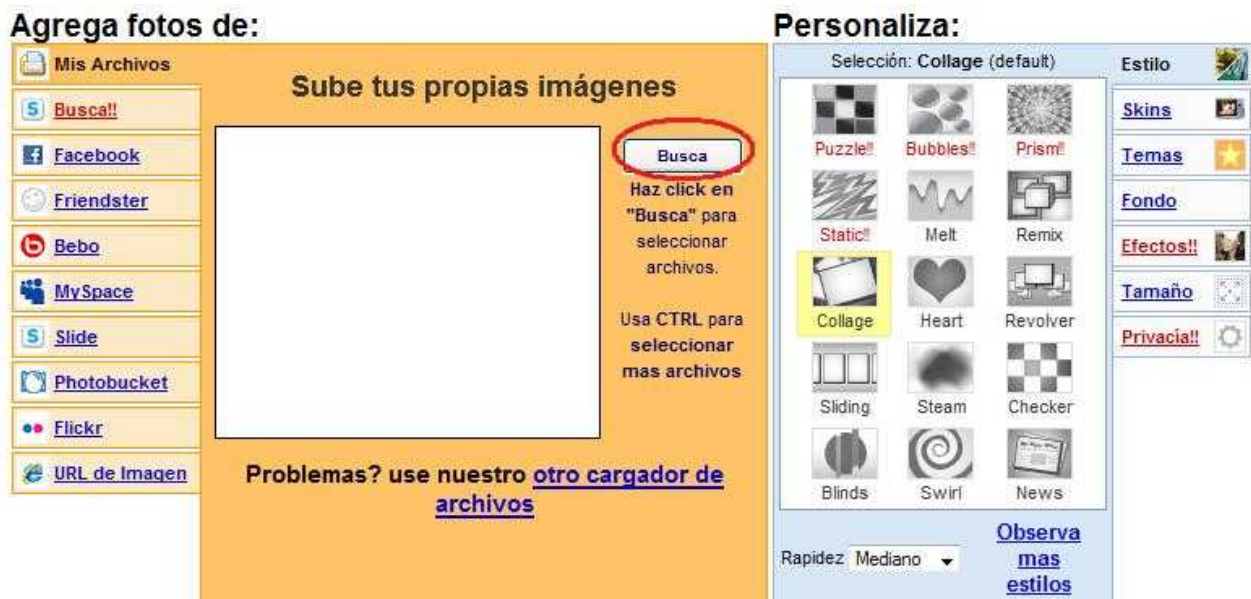 Agrega fotos de:
Mis Archivos
Busca!!
Facebook
Friendster
Bebo
MySpace
Slide
Photobucket
Flickr
URL de Imagen
Sube tus propias imágenes
Busca
Haz click en
"Busca" para
seleccionar
archivos.
Usa CTRL para
seleccionar
mas archivos
Problemas? use nuestro otro cargador de
archivos
Personaliza:
Selección: Collage (default)
Puzzle!! Bubbles!! Prism!!
Static!! Melt Remix
Collage Heart Revolver
Sliding Steam Checker
Blinds Swirl News
Rapidez Mediano
Observa
mas
estilos
Estilo
Skins
Temas
Fondo
Efectos!!
Tamaño
Privacía!!